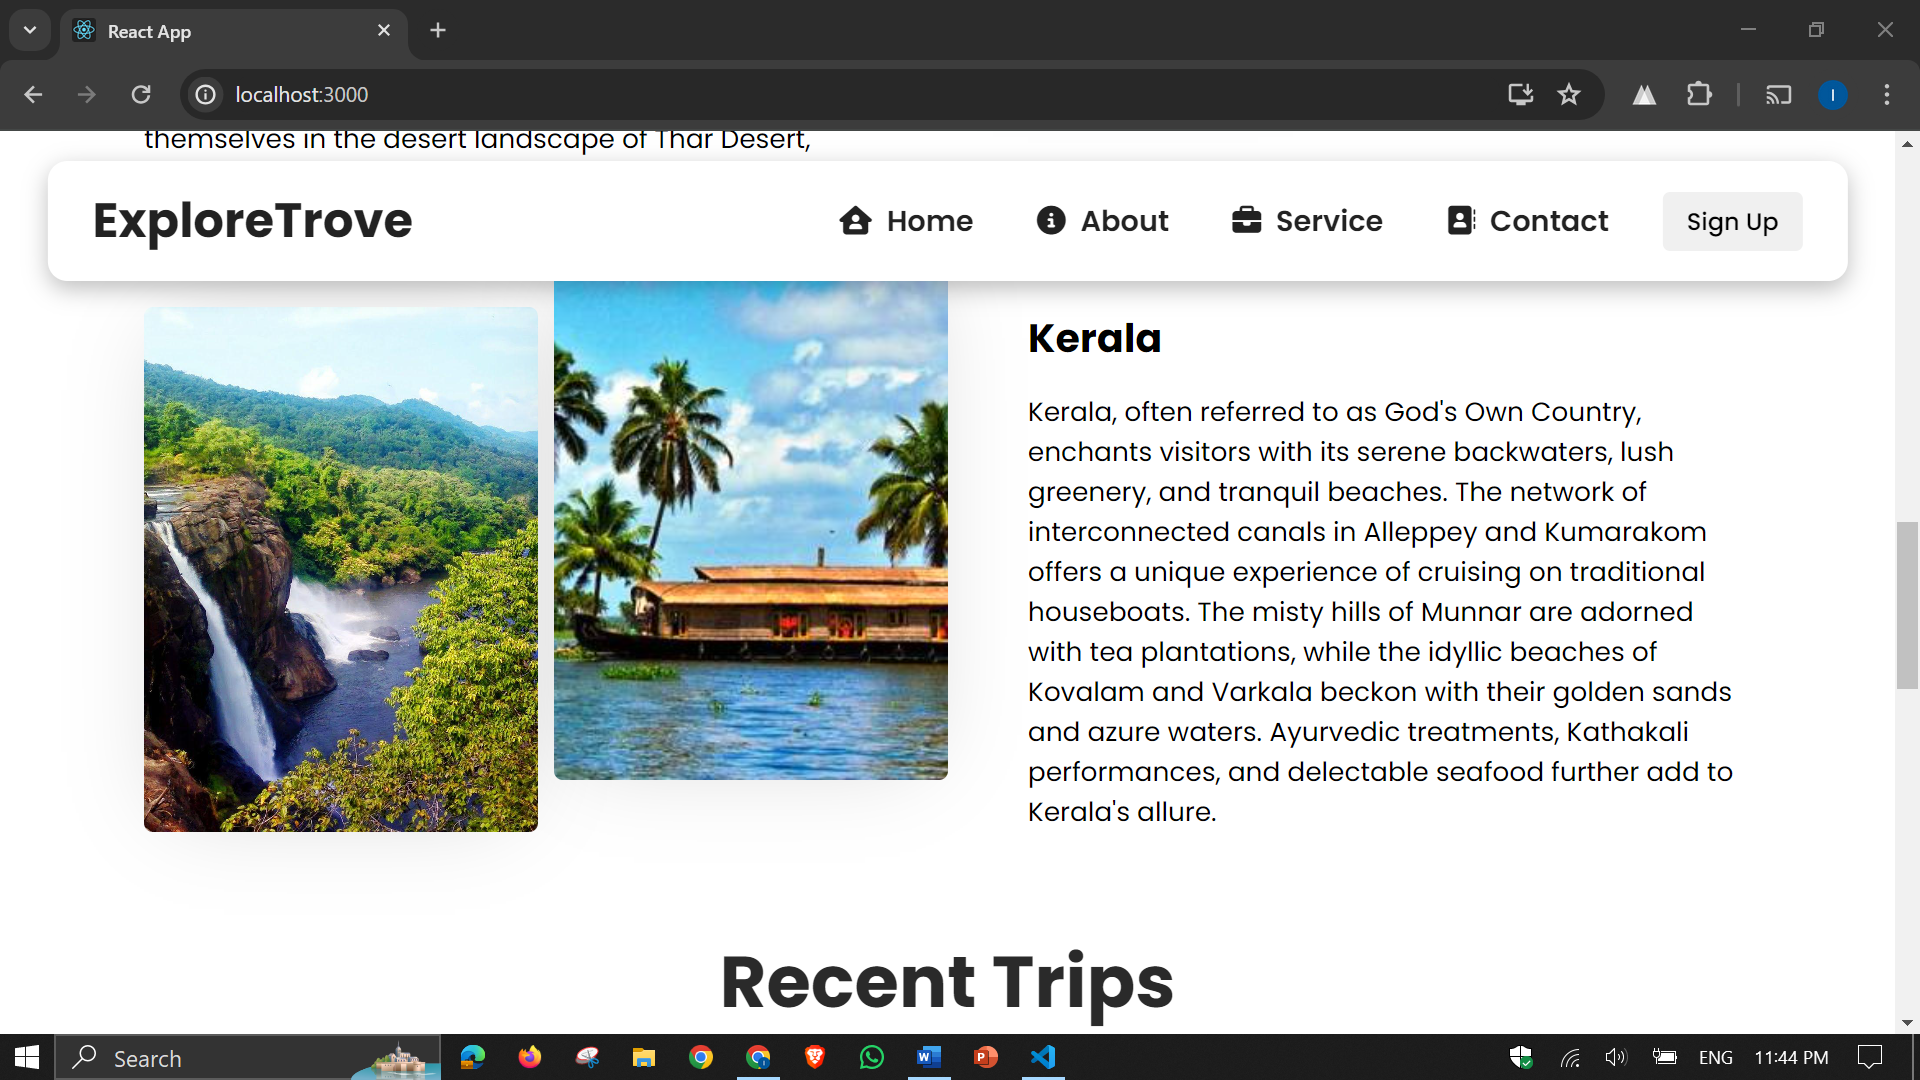 React App
localhost:3000
themselves in the desert landscape of Thar Desert,
ExploreTrove
Home
About
Service
Contact
Sign Up
Kerala
Kerala, often referred to as God's Own Country,
enchants visitors with its serene backwaters, lush
greenery, and tranquil beaches. The network of
interconnected canals in Alleppey and Kumarakom
offers a unique experience of cruising on traditional
houseboats. The misty hills of Munnar are adorned
with tea plantations, while the idyllic beaches of
Kovalam and Varkala beckon with their golden sands
and azure waters. Ayurvedic treatments, Kathakali
performances, and delectable seafood further add to
Kerala's allure.
Recent Trips
Search
ENG
11:44 PM